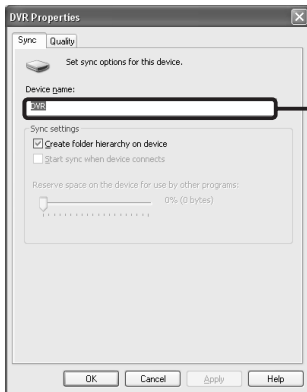 DVR Properties
Sync Quality
Set sync options for this device.
Device name:
DVR
Sync settings
Create folder hierarchy on device
Start sync when device connects
Reserve space on the device for use by other programs:
0% (0 bytes)
OK Cancel Apply Help